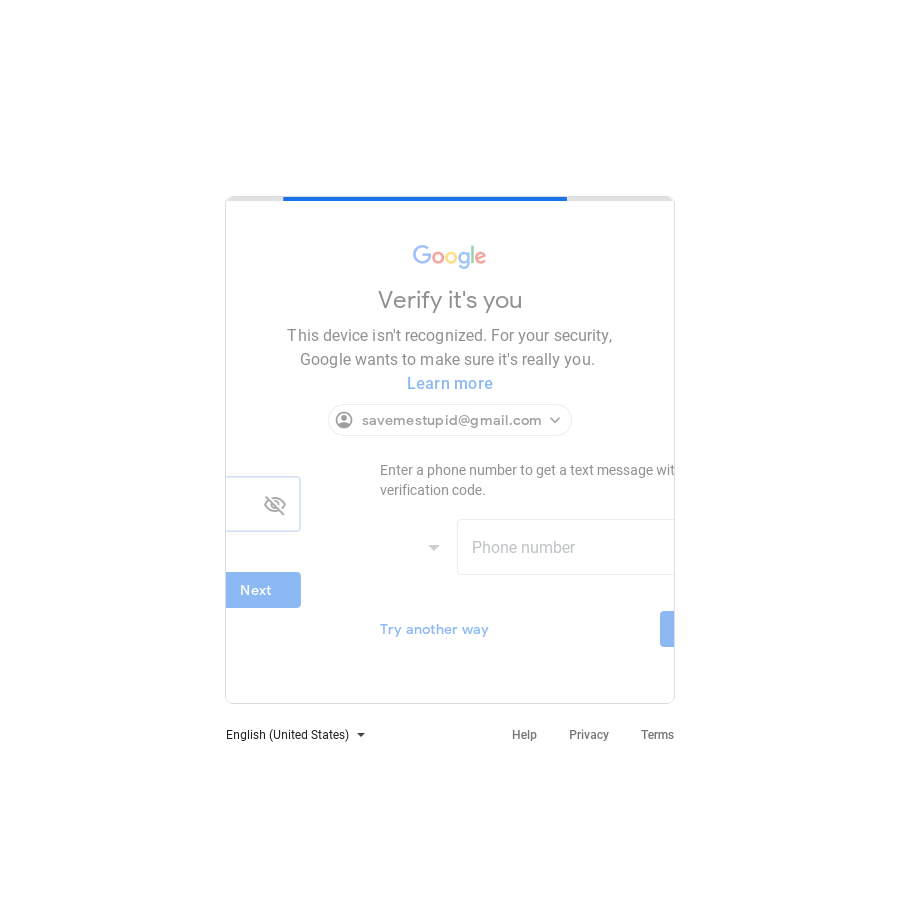 Google
Verify it's you
This device isn't recognized. For your security,
Google wants to make sure it's really you.
Learn more
savemestupid@gmail.com
Enter a phone number to get a text message wit
verification code.
Phone number
Next
Try another way
English (United States)
Help Privacy Terms